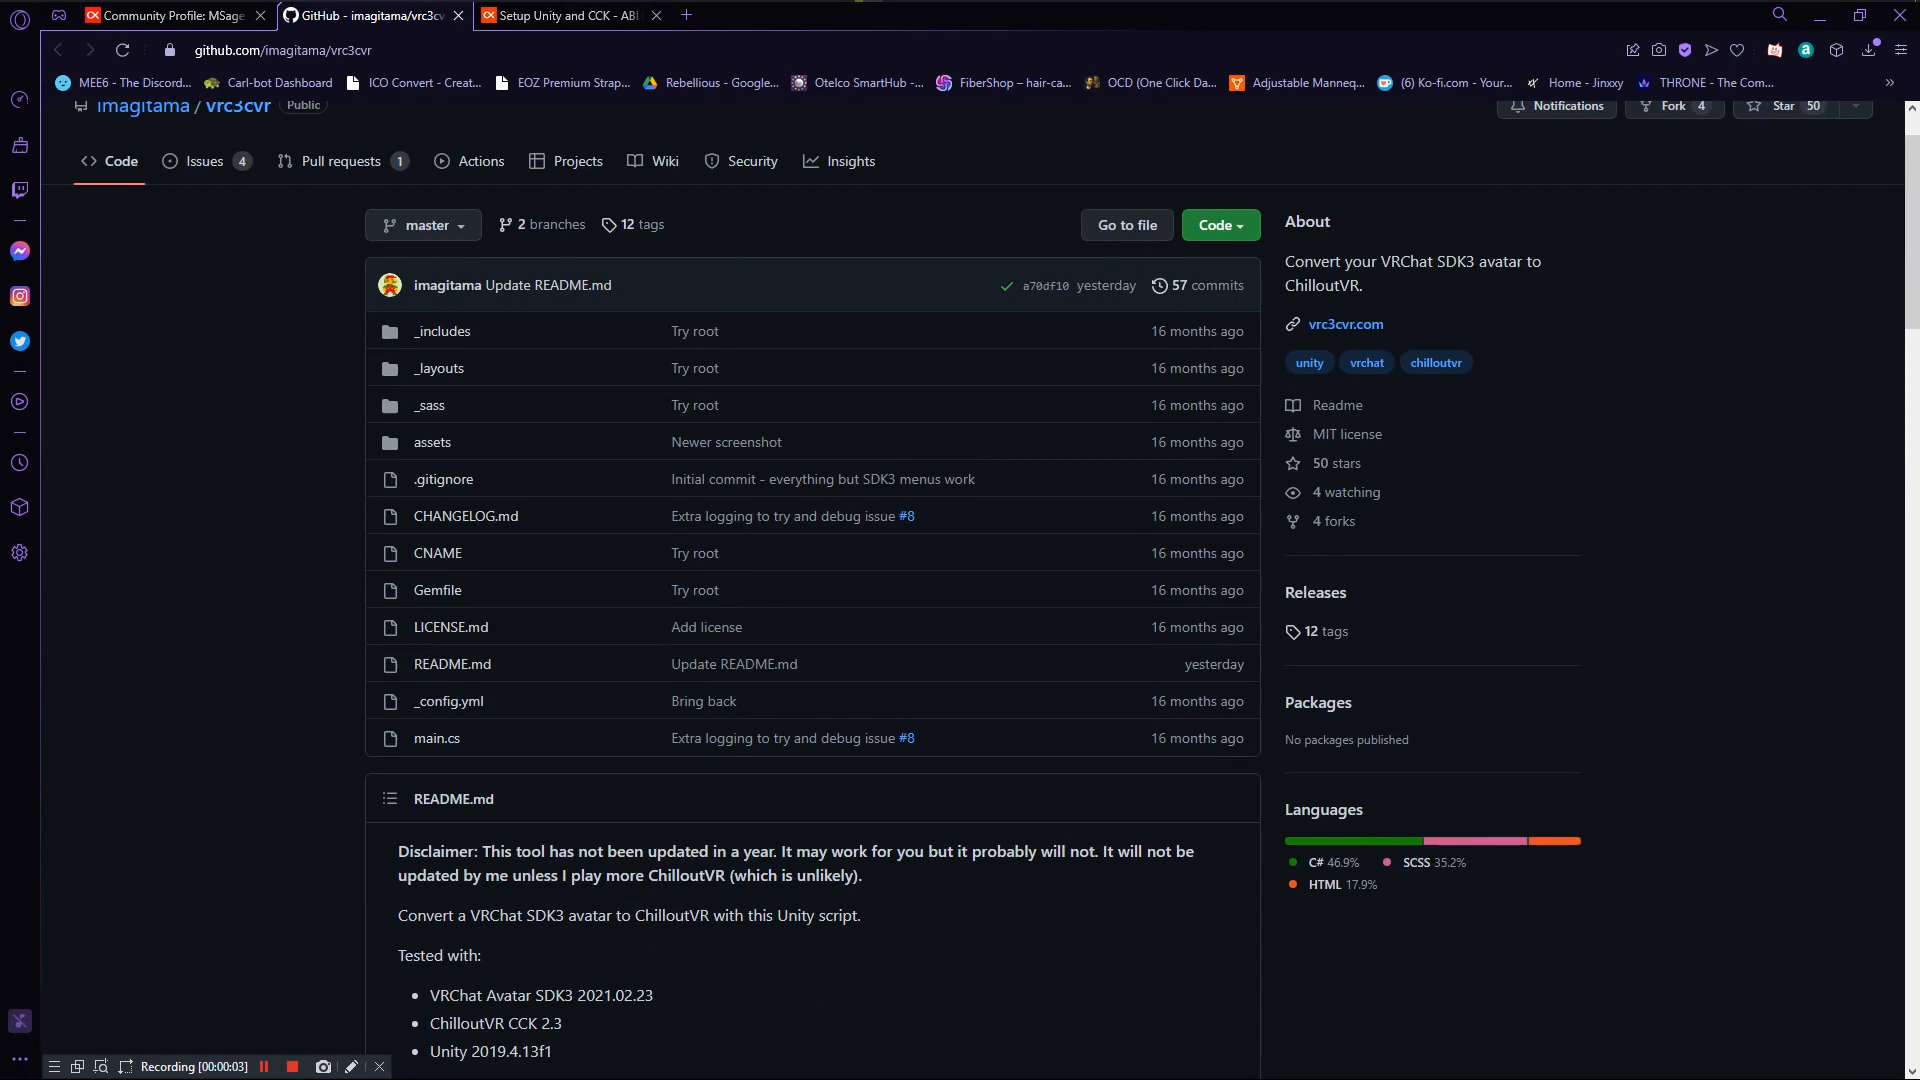 Community Profile: MSage
GitHub - imagitama/vrc3cv
Setup Unity and CCK - ABI
github.com/imagitama/vrc3cvr
MEE6 - The Discord...
Carl-bot Dashboard
ICO Convert - Creat...
EOZ Premium Strap...
Rebellious - Google...
Otelco SmartHub -...
FiberShop – hair-ca...
OCD (One Click Da...
Adjustable Mannequ...
(6) Ko-fi.com - Your...
Home - Jinxxy
THRONE - The Com...
imagitama / vrc3cvr Public
Notifications
Fork 4
Star 50
Code
Issues 4
Pull requests 1
Actions
Projects
Wiki
Security
Insights
master
2 branches
12 tags
Go to file
Code
imagitama Update README.md a70df10 yesterday 57 commits
_includes Try root 16 months ago
_layouts Try root 16 months ago
_sass Try root 16 months ago
assets Newer screenshot 16 months ago
.gitignore Initial commit - everything but SDK3 menus work 16 months ago
CHANGELOG.md Extra logging to try and debug issue #8 16 months ago
CNAME Try root 16 months ago
Gemfile Try root 16 months ago
LICENSE.md Add license 16 months ago
README.md Update README.md yesterday
_config.yml Bring back 16 months ago
main.cs Extra logging to try and debug issue #8 16 months ago
README.md
Disclaimer: This tool has not been updated in a year. It may work for you but it probably will not. It will not be
updated by me unless I play more ChilloutVR (which is unlikely).
Convert a VRChat SDK3 avatar to ChilloutVR with this Unity script.
Tested with:
• VRChat Avatar SDK3 2021.02.23
• ChilloutVR CCK 2.3
• Unity 2019.4.13f1
About
Convert your VRChat SDK3 avatar to
ChilloutVR.
vrc3cvr.com
unity vrchat chilloutvr
Readme
MIT license
50 stars
4 watching
4 forks
Releases
12 tags
Packages
No packages published
Languages
C# 46.9% SCSS 35.2%
HTML 17.9%
Recording [00:00:03]